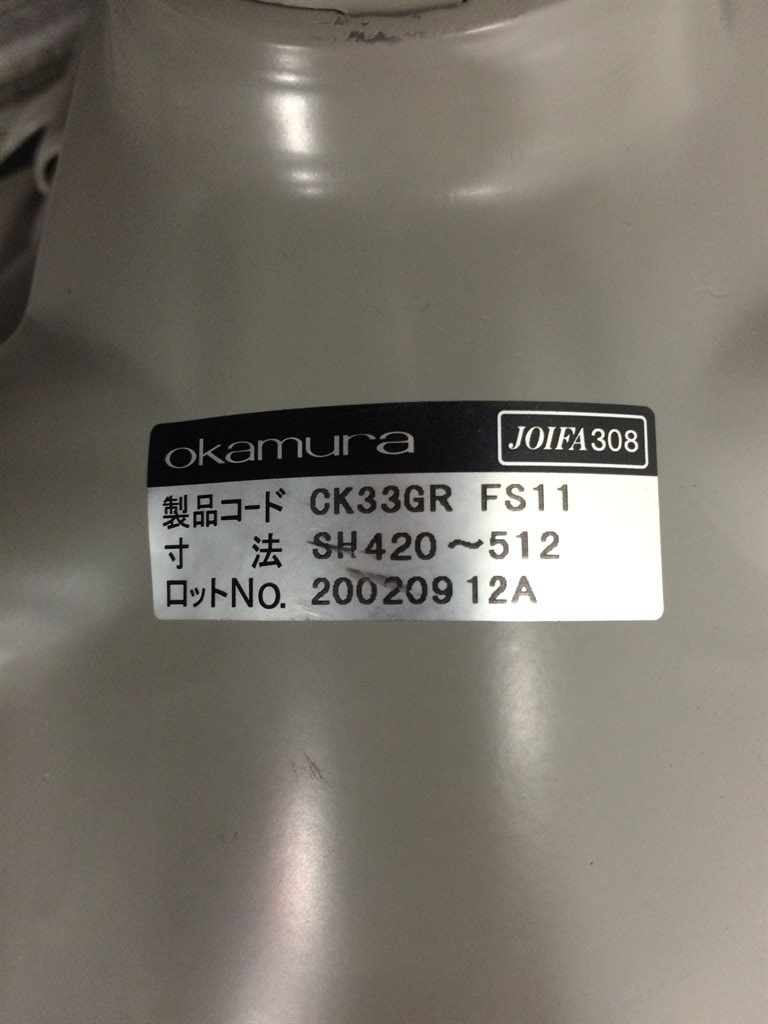 okamura JOIFA308
製品コード CK33GR FS11
寸 法 SH420～512
ロットNo. 20020912A